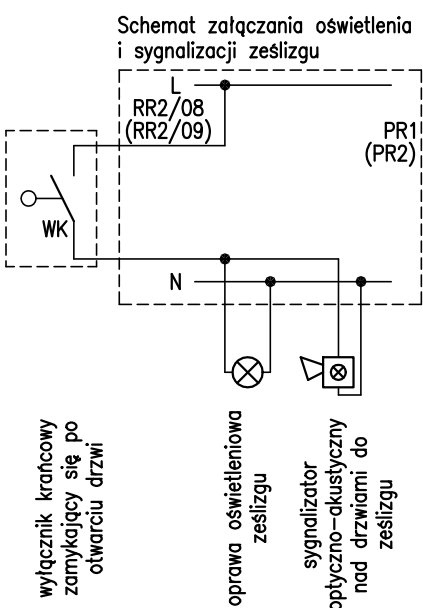 Schemat załączania oświetlenia
i sygnalizacji ześlizgu
L
RR2/08
(RR2/09)
PR1
(PR2)
WK
N
wyłącznik krańcowy
zamykający się po
otwarciu drzwi
oprawa oświetleniowa
ześlizgu
sygnalizator
optyczno-akustyczny
nad drzwiami do
ześlizgu